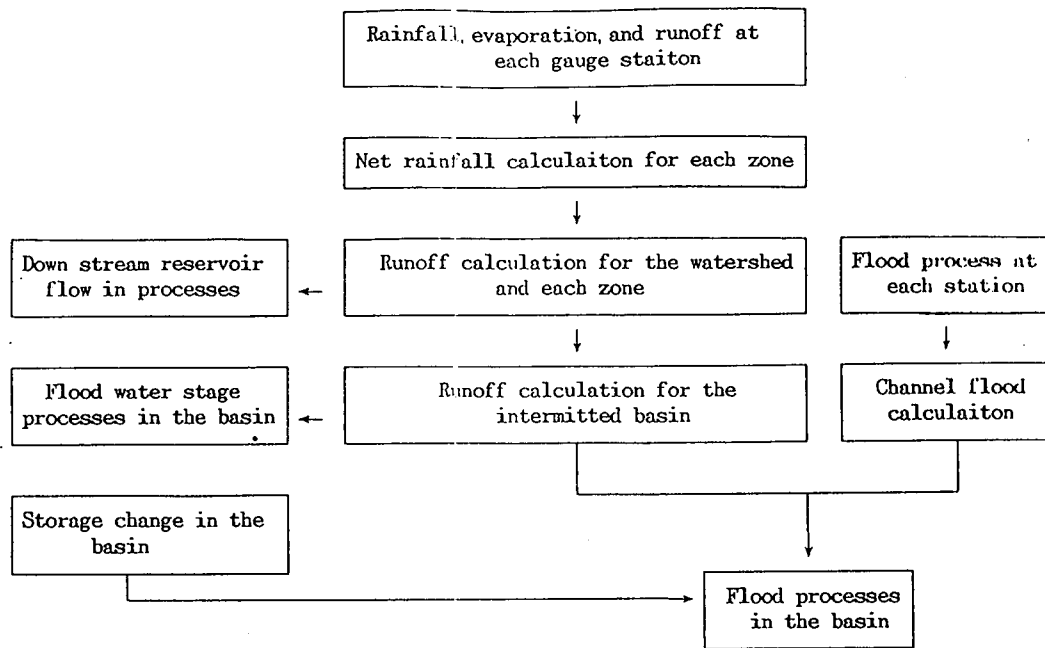 Rainfall, evaporation, and runoff at
each gauge staiton
Net rainfall calculaiton for each zone
Down stream reservoir
flow in processes
Runoff calculation for the watershed
and each zone
Flood process at
each station
Flood water stage
processes in the basin
Runoff calculation for the
intermitted basin
Channel flood
calculaiton
Storage change in the
basin
Flood processes
in the basin